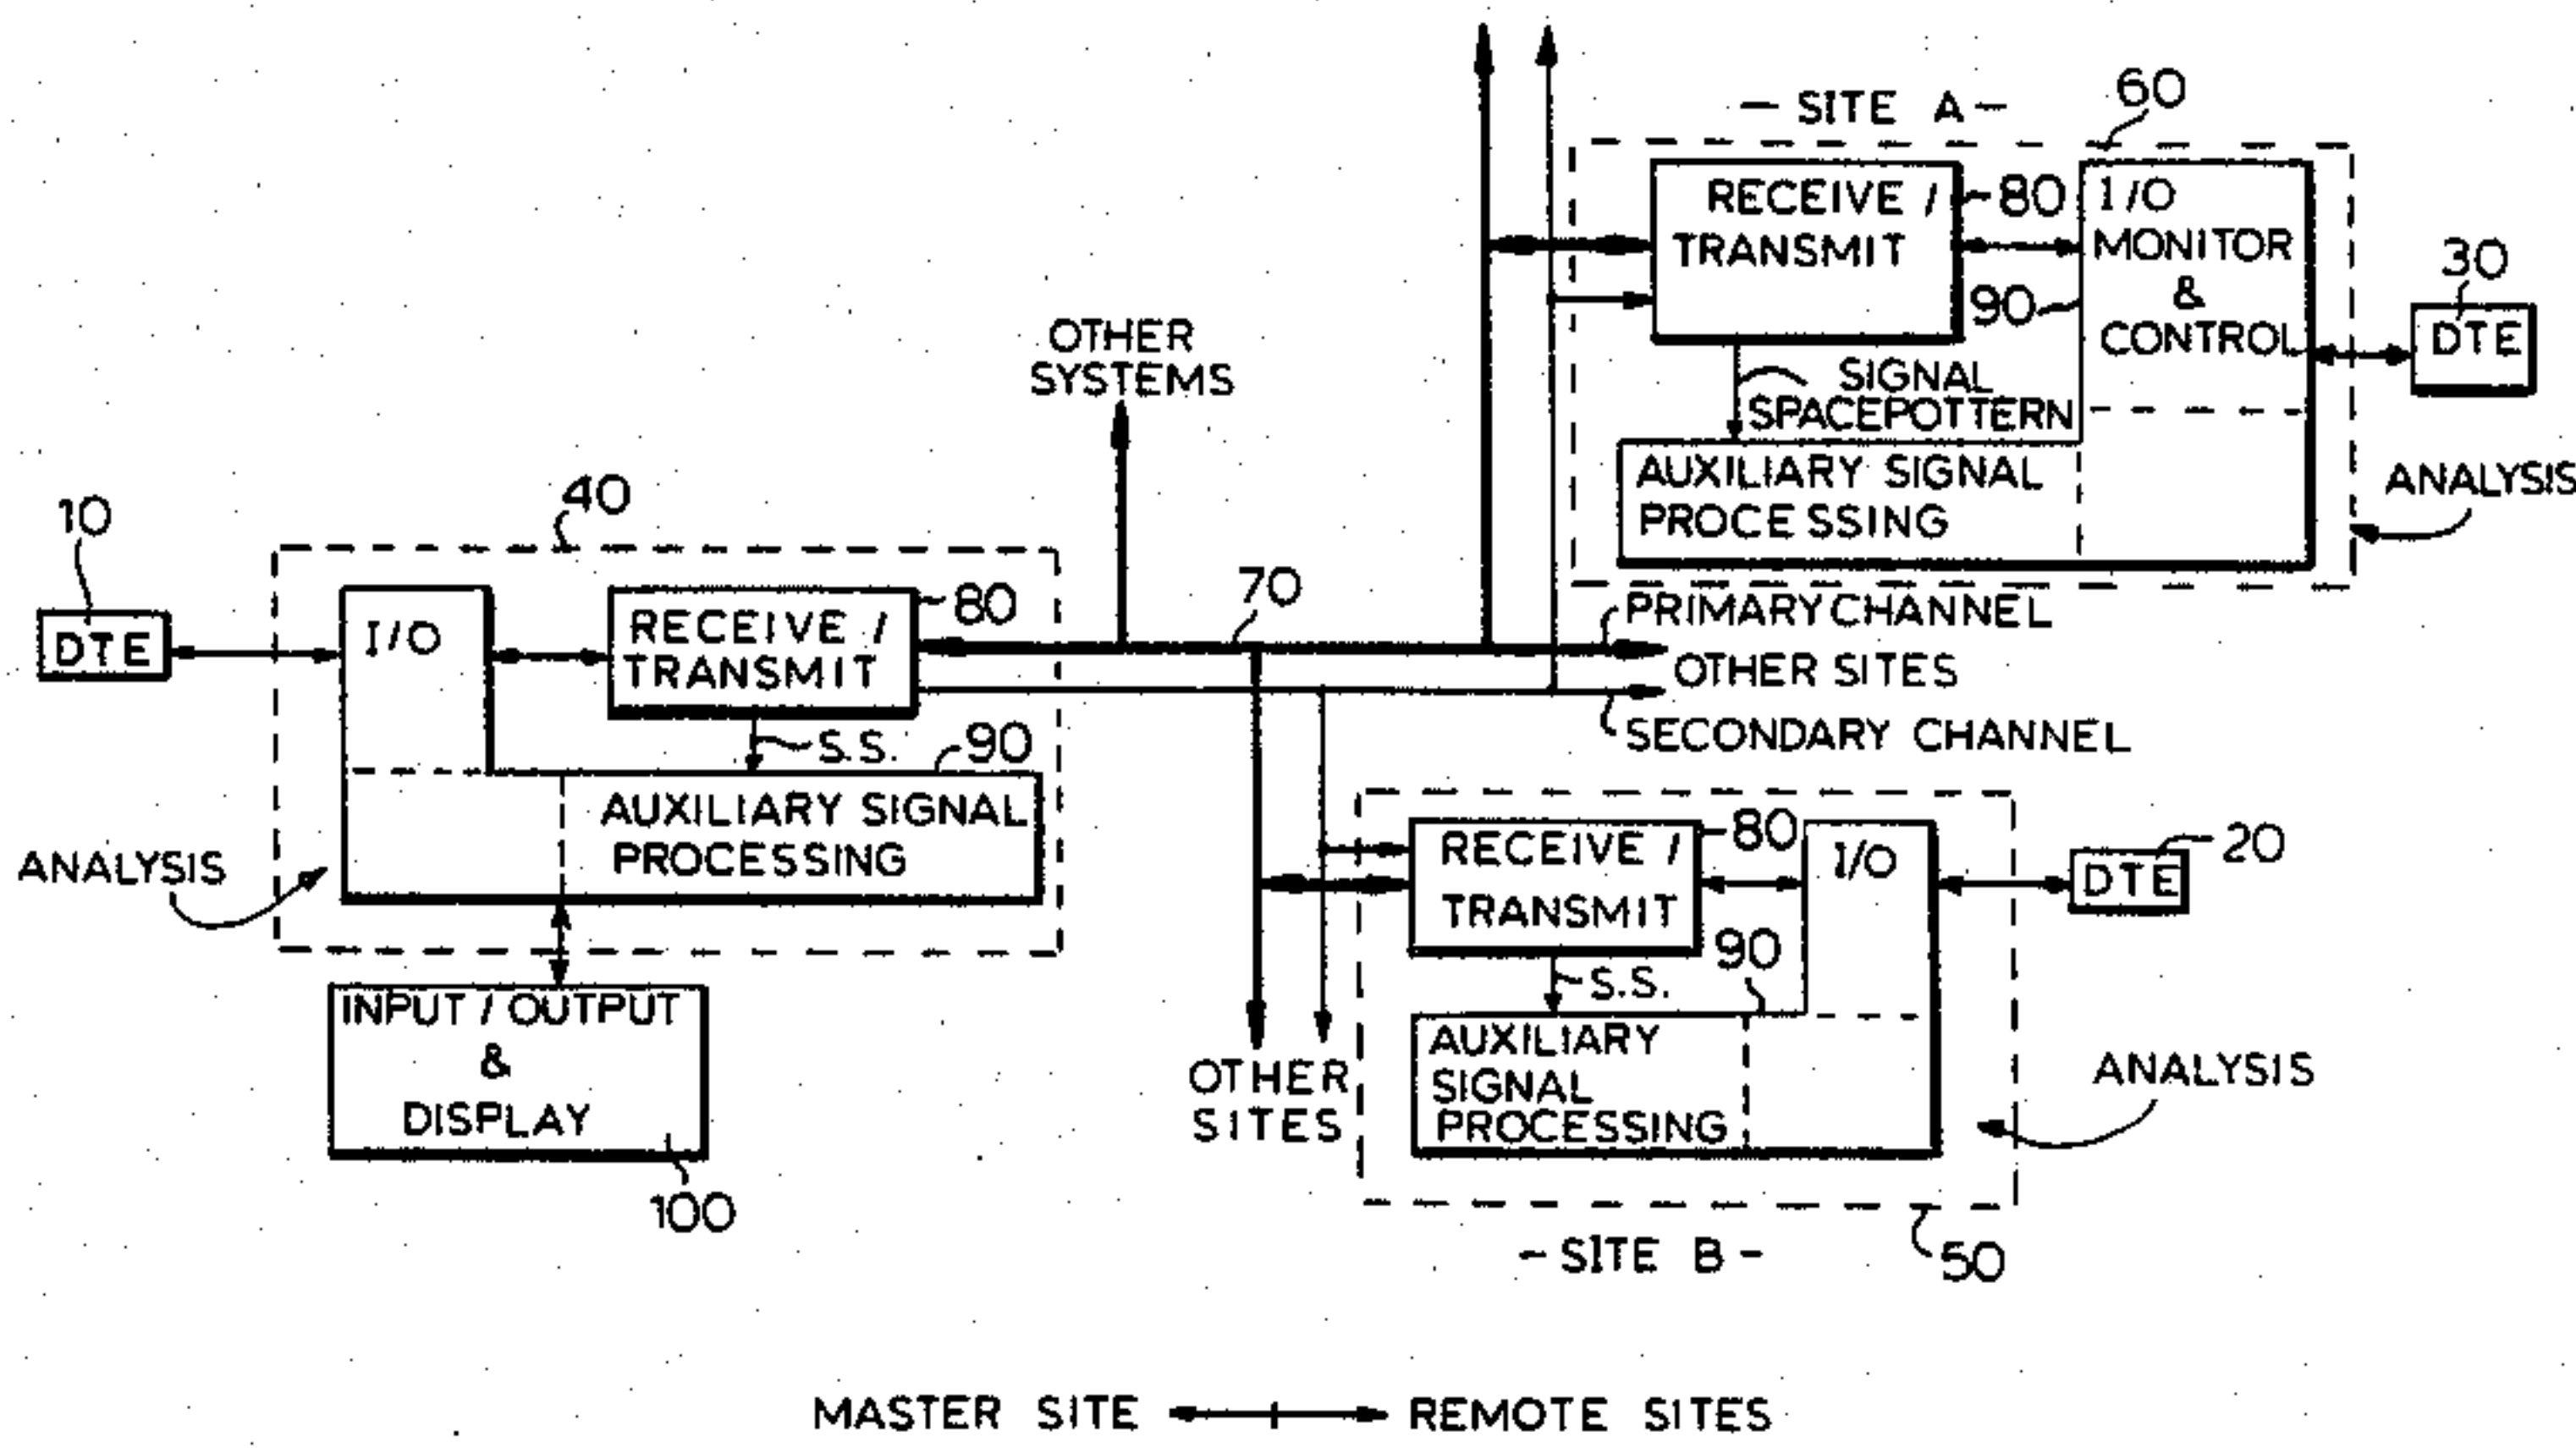 - SITE A -
60
RECEIVE /
TRANSMIT
80
I/O
MONITOR
&
CONTROL
90
30
DTE
SIGNAL
SPACEPOTTERN
AUXILIARY SIGNAL
PROCESSING
ANALYSIS
OTHER
SYSTEMS
10
DTE
40
I/O
RECEIVE /
TRANSMIT
80
S.S.
90
AUXILIARY SIGNAL
PROCESSING
ANALYSIS
INPUT / OUTPUT
&
DISPLAY
100
70
PRIMARY CHANNEL
OTHER SITES
SECONDARY CHANNEL
RECEIVE /
TRANSMIT
80
I/O
20
DTE
90
S.S.
AUXILIARY
SIGNAL
PROCESSING
ANALYSIS
OTHER
SITES
- SITE B -
50
MASTER SITE
REMOTE SITES